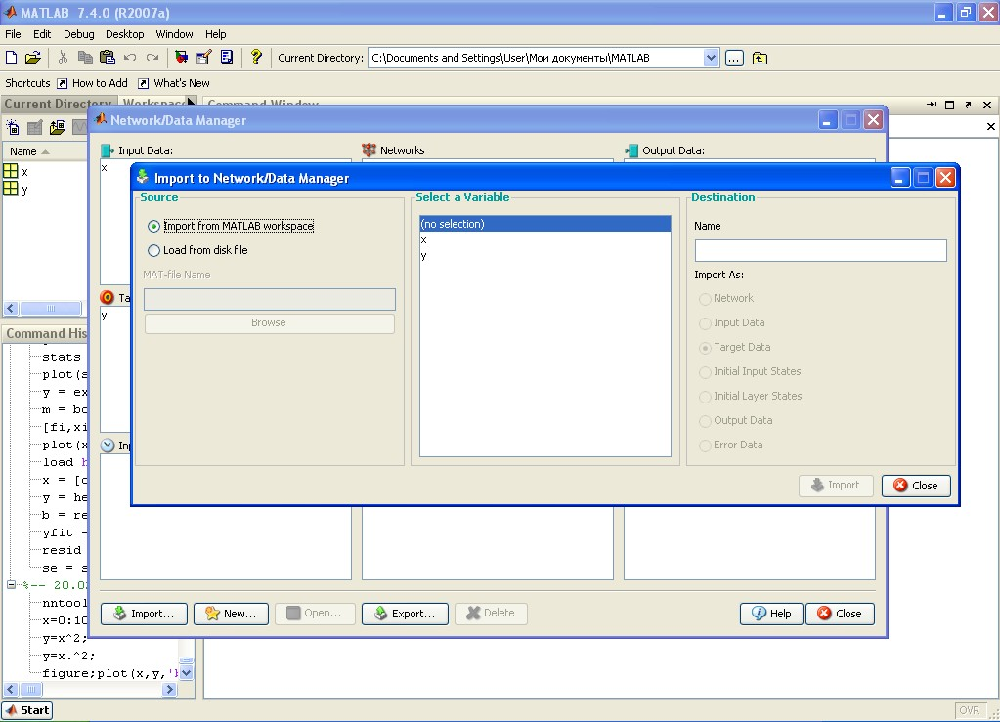 MATLAB 7.4.0 (R2007a)
File Edit Debug Desktop Window Help
Current Directory: C:\Documents and Settings\User\Мои документы\MATLAB ...
Shortcuts How to Add What's New
Current Directory Workspace Command Window
Network/Data Manager
Name
x
y
Input Data: Networks Output Data:
x
Import to Network/Data Manager
Source
Import from MATLAB workspace
Load from disk file
MAT-file Name
Browse
Select a Variable
(no selection)
x
y
Destination
Name
Import As:
Network
Input Data
Target Data
Initial Input States
Initial Layer States
Output Data
Error Data
Import Close
y
Command His
stats
plot(s
y = ex
m = bo
[fi,xi
plot(x
load h
x = [o
y = he
b = re
yfit =
resid
se = s
%-- 20.0
nntool
x=0:10
y=x^2;
y=x.^2;
figure;plot(x,y,'
Import... New... Open... Export... Delete Help Close
Start OVR